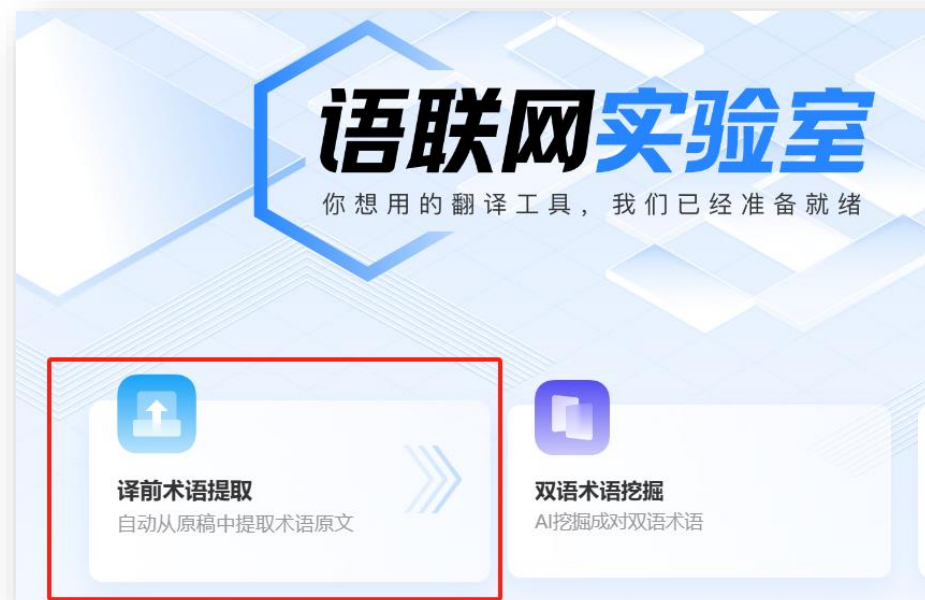 语联网实验室
你想用的翻译工具，我们已经准备就绪
译前术语提取
自动从原稿中提取术语原文
双语术语挖掘
AI挖掘成对双语术语